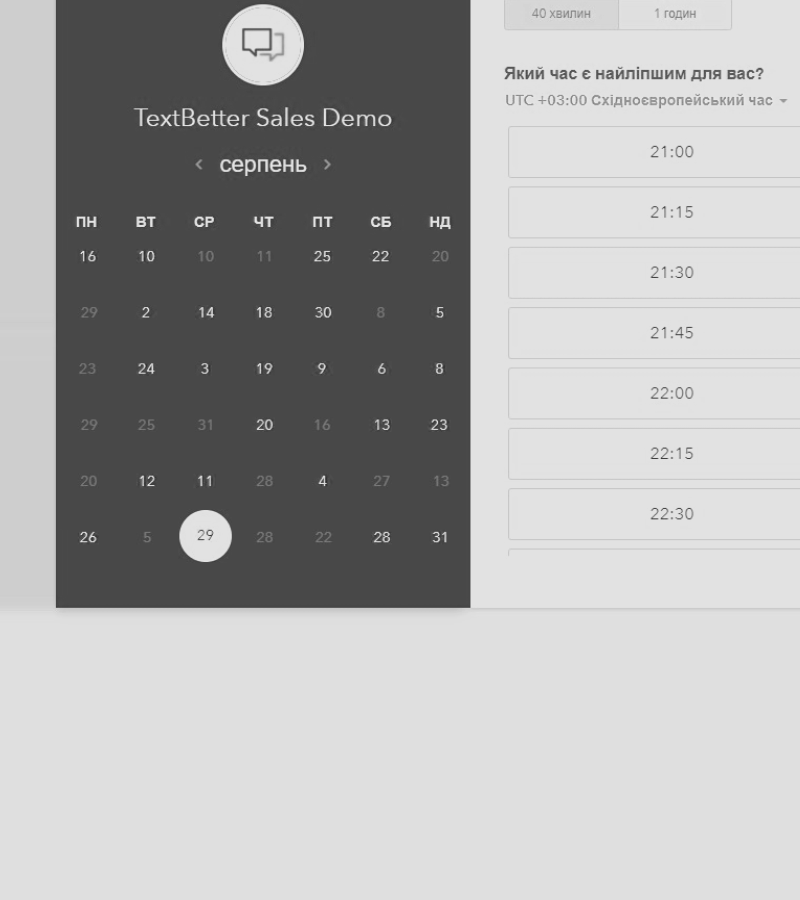 TextBetter Sales Demo
серпень
ПН ВТ СР ЧТ ПТ СБ НД
16 10 10 11 25 22 20
29 2 14 18 30 8 5
23 24 3 19 9 6 8
29 25 31 20 16 13 23
20 12 11 28 4 27 13
26 5 29 28 22 28 31
40 хвилин 1 годин
Який час є найліпшим для вас?
UTC +03:00 Східноєвропейський час
21:00
21:15
21:30
21:45
22:00
22:15
22:30